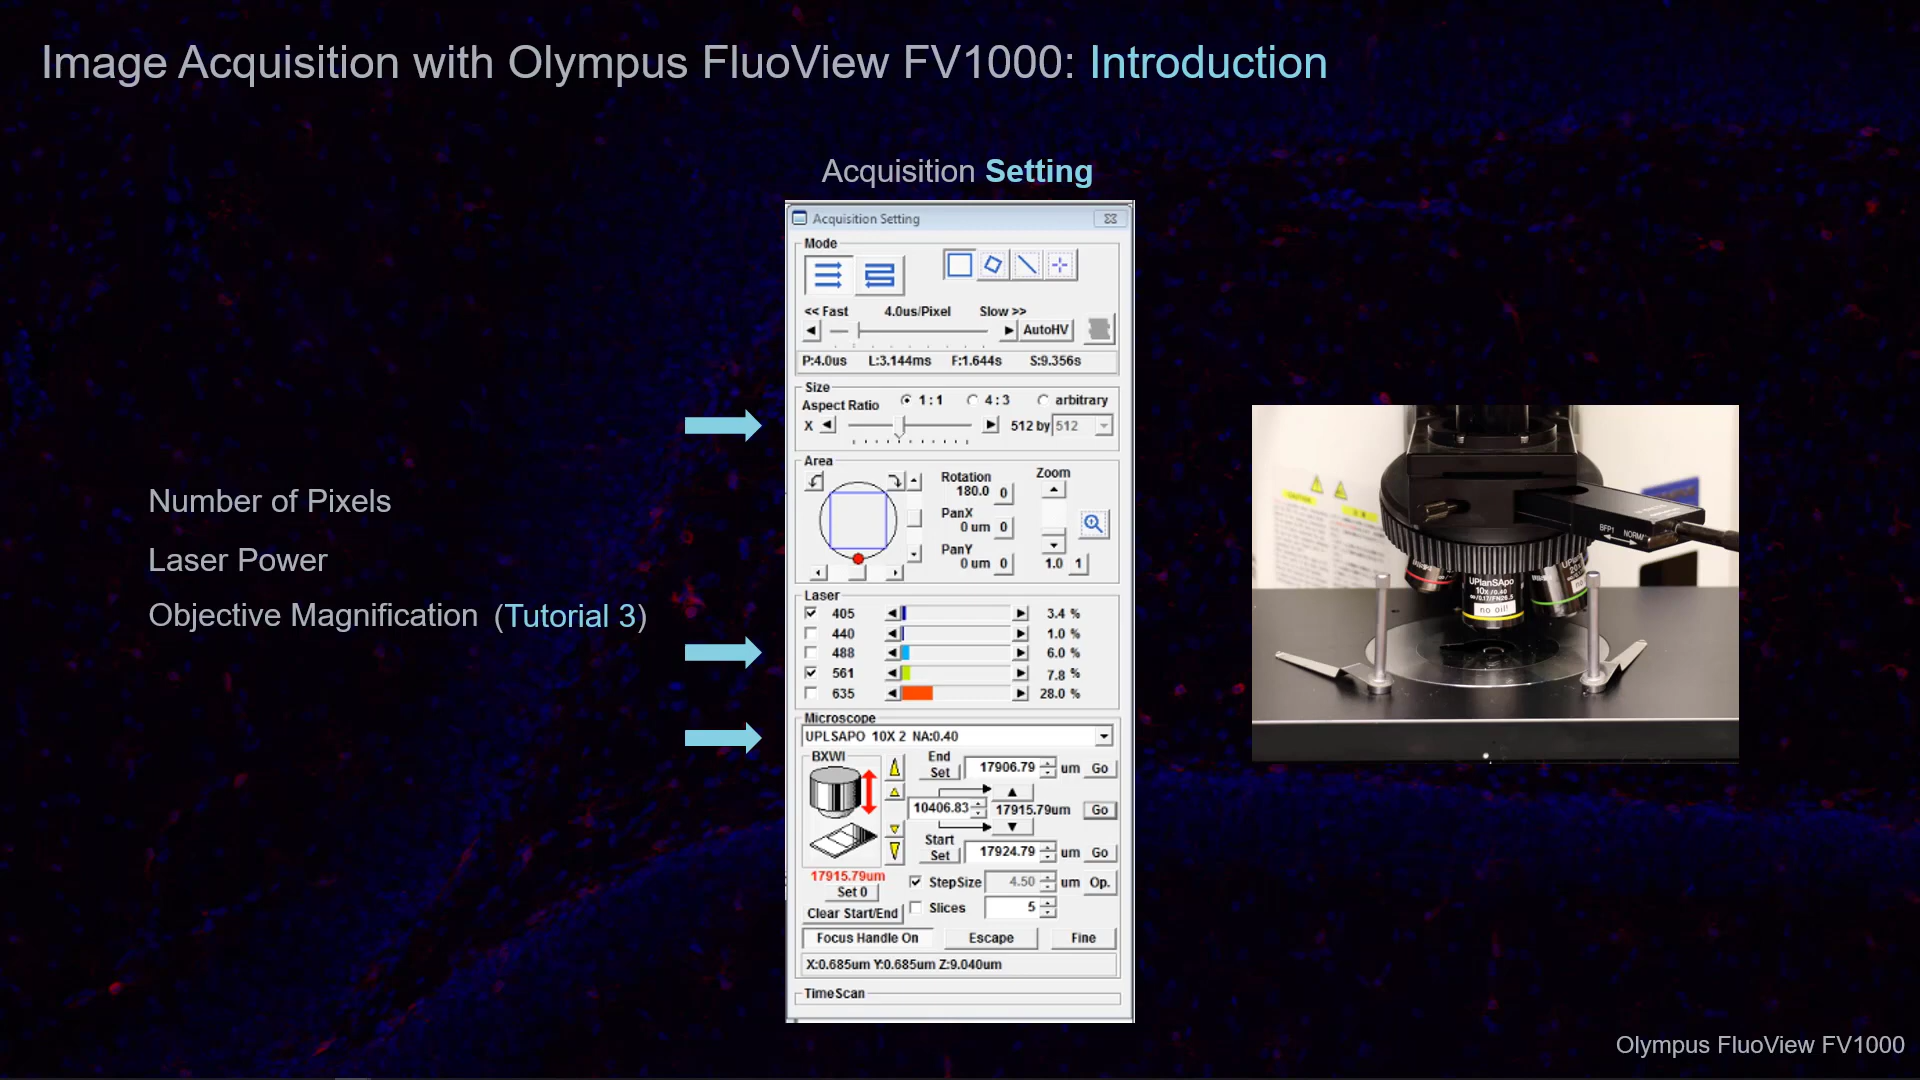 Image Acquisition with Olympus FluoView FV1000: Introduction
Acquisition Setting
Number of Pixels
Laser Power
Objective Magnification (Tutorial 3)
Acquisition Setting
Mode
<< Fast 4.0us/Pixel Slow >>
AutoHV
P:4.0us L:3.144ms F:1.644s S:9.356s
Size
Aspect Ratio 1:1 4:3 arbitrary
X 512 by 512
Area
Rotation
180.0 0
PanX
0 um 0
PanY
0 um 0
Zoom
1.0 1
Laser
405 3.4 %
440 1.0 %
488 6.0 %
561 7.8 %
635 28.0 %
Microscope
UPLSAPO 10X 2 NA:0.40
BXWI
End
Set 17906.79 um Go
10406.83 17915.79um Go
Start
Set 17924.79 um Go
17915.79um
Set 0
StepSize 4.50 um Op.
Clear Start/End
Slices 5
Focus Handle On Escape Fine
X:0.685um Y:0.685um Z:9.040um
TimeScan
BFP1
UPlanSApo
10x/0.40
no oil!
Olympus FluoView FV1000